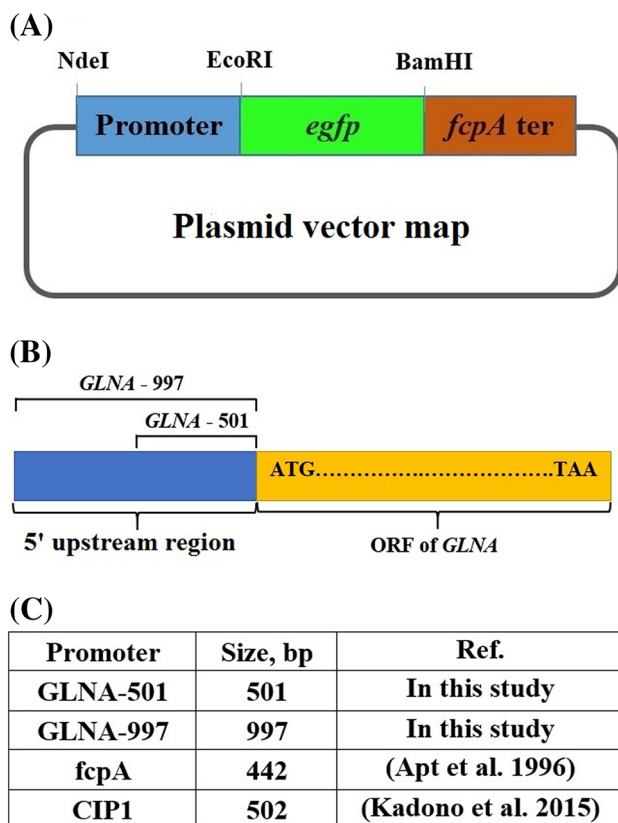 (A)
NdeI EcoRI BamHI
Promoter egfp fcpA ter
Plasmid vector map
(B)
GLNA - 997
GLNA - 501
ATG……………..……………….TAA
5' upstream region ORF of GLNA
(C)
Promoter Size, bp Ref.
GLNA-501 501 In this study
GLNA-997 997 In this study
fcpA 442 (Apt et al. 1996)
CIP1 502 (Kadono et al. 2015)